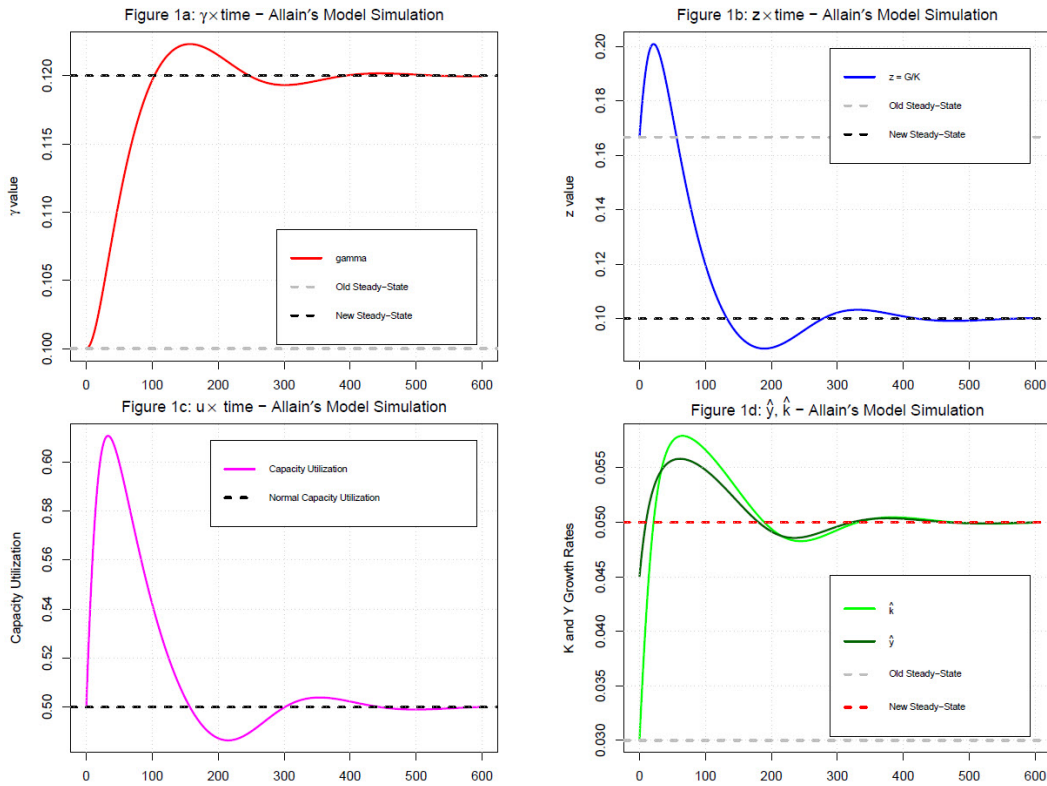 Figure 1a: γ×time − Allain's Model Simulation
γ value
0.120
0.115
0.110
0.105
0.100
gamma
Old Steady−State
New Steady−State
0 100 200 300 400 500 600
Figure 1b: z×time − Allain's Model Simulation
z value
0.20
0.18
0.16
0.14
0.12
0.10
z = G/K
Old Steady−State
New Steady−State
0 100 200 300 400 500 600
Figure 1c: u× time − Allain's Model Simulation
Capacity Utilization
0.60
0.58
0.56
0.54
0.52
0.50
Capacity Utilization
Normal Capacity Utilization
0 100 200 300 400 500 600
Figure 1d: ŷ, k̂ − Allain's Model Simulation
K and Y Growth Rates
0.055
0.050
0.045
0.040
0.035
0.030
k̂
ŷ
Old Steady−State
New Steady−State
0 100 200 300 400 500 600